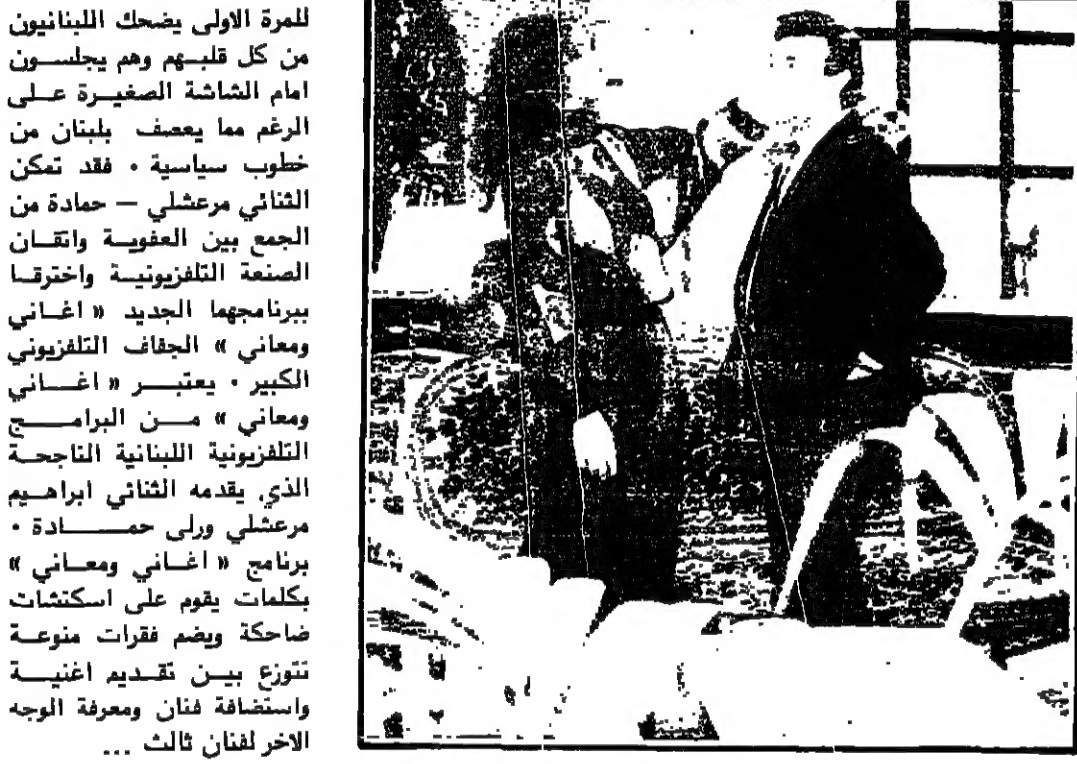 للمرة الاولى يضحك اللبنانيون
من كل قلبهم وهم يجلسون
امام الشاشة الصغيرة على
الرغم مما يعصف بلبنان من
خطوب سياسية ٠ فقد تمكن
الثنائي مرعشلي — حمادة من
الجمع بين العفوية واتقان
الصنعة التلفزيونية واخترقا
ببرنامجهما الجديد « اغاني
ومعاني » الجفاف التلفزيوني
الكبير ٠ يعتبر « اغاني
ومعاني » من البرامج
التلفزيونية اللبنانية الناجحة
الذي يقدمه الثنائي ابراهيم
مرعشلي ورلى حمادة ٠
برنامج « اغاني ومعاني »
بكلمات يقوم على اسكتشات
ضاحكة ويضم فقرات منوعة
تتوزع بين تقديم اغنية
واستضافة فنان ومعرفة الوجه
الاخر لفنان ثالث ...